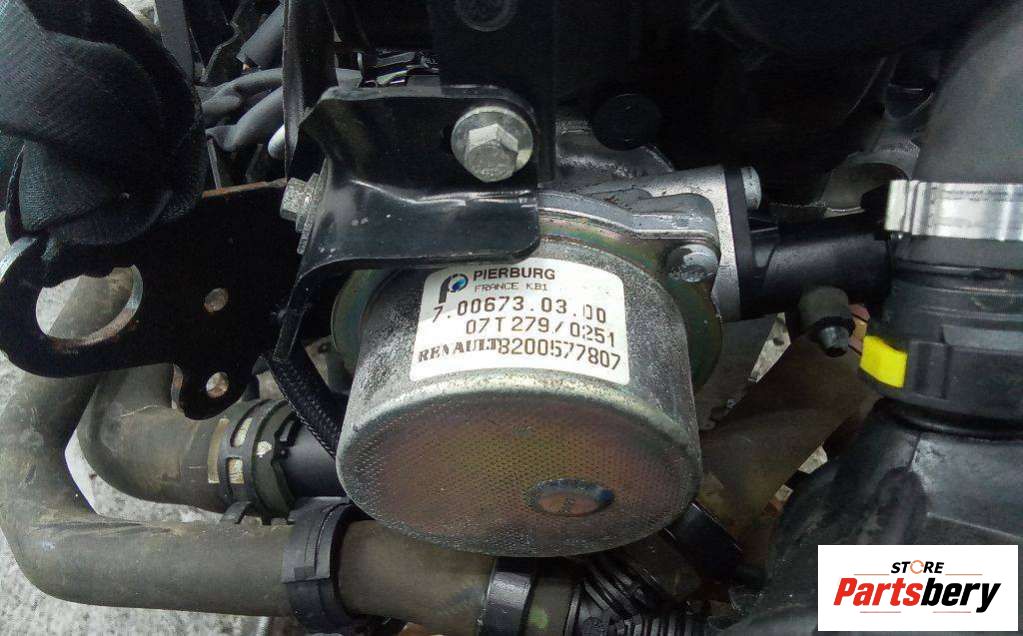 PIERBURG
FRANCE KB1
7.00673.03.00
07T279/0251
RENAULT8200577807
STORE
Partsbery